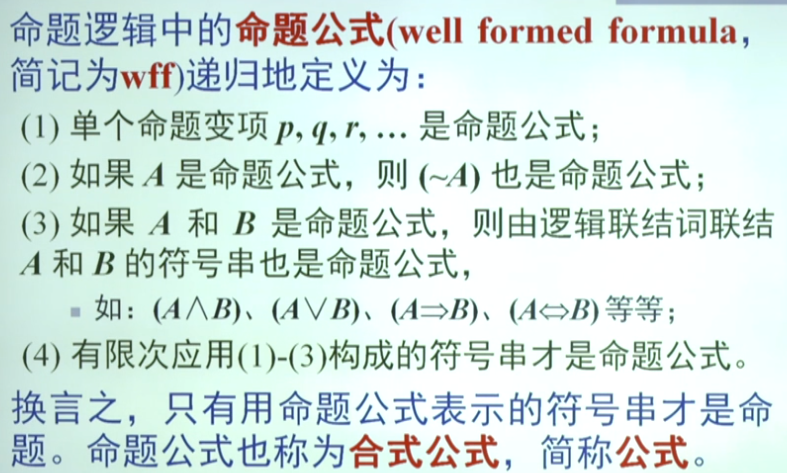 命题逻辑中的命题公式(well formed formula，
简记为wff)递归地定义为：
(1) 单个命题变项 p, q, r, … 是命题公式；
(2) 如果 A 是命题公式，则 (~A) 也是命题公式；
(3) 如果 A 和 B 是命题公式，则由逻辑联结词联结
A 和 B 的符号串也是命题公式，
▪ 如：(A∧B)、(A∨B)、(A⇒B)、(A⇔B) 等等；
(4) 有限次应用(1)-(3)构成的符号串才是命题公式。
换言之，只有用命题公式表示的符号串才是命
题。命题公式也称为合式公式，简称公式。